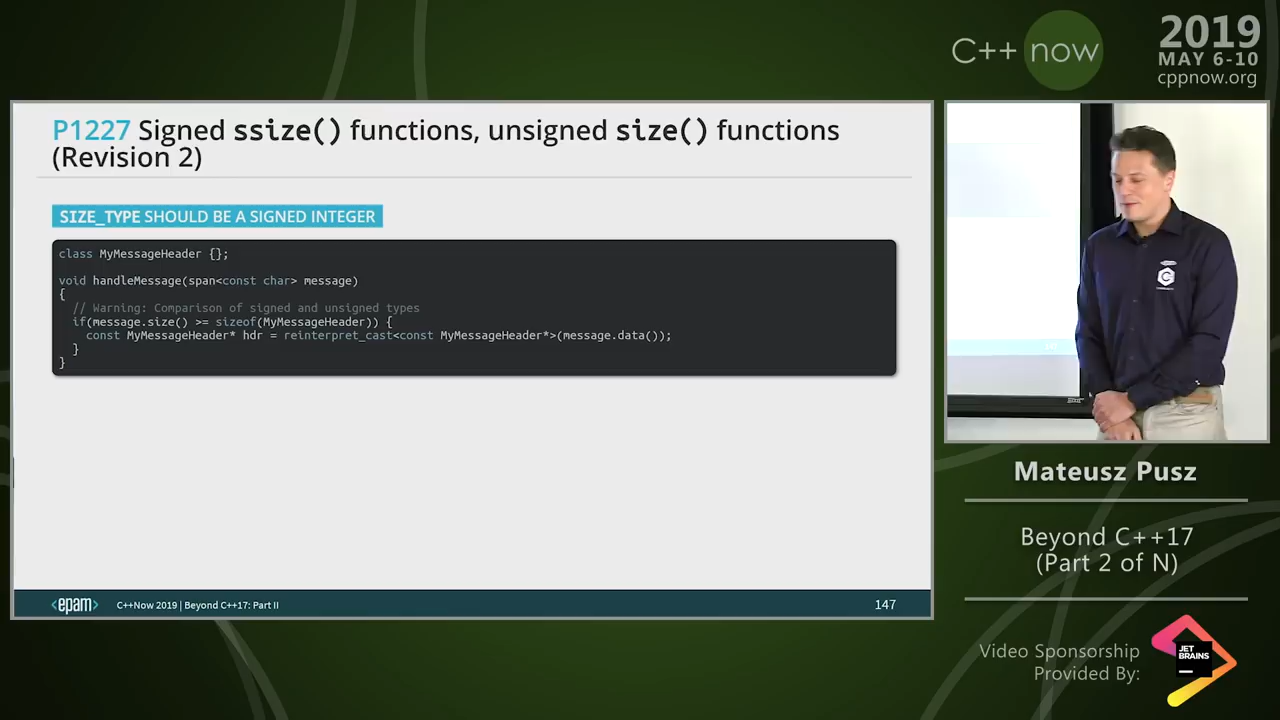 C++ now
2019
MAY 6-10
cppnow.org
P1227 Signed ssize() functions, unsigned size() functions
(Revision 2)
SIZE_TYPE SHOULD BE A SIGNED INTEGER
class MyMessageHeader {};
void handleMessage(span<const char> message)
{
// Warning: Comparison of signed and unsigned types
if(message.size() >= sizeof(MyMessageHeader)) {
const MyMessageHeader* hdr = reinterpret_cast<const MyMessageHeader*>(message.data());
}
}
<epam>
C++Now 2019 | Beyond C++17: Part II
147
Mateusz Pusz
Beyond C++17
(Part 2 of N)
Video Sponsorship
Provided By:
JET
BRAINS